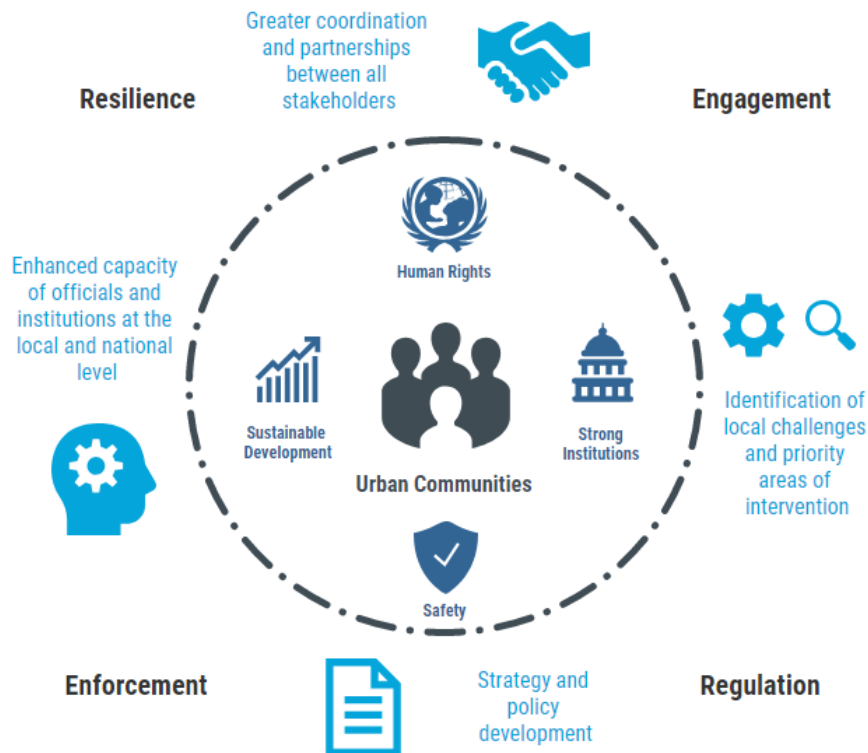 Greater coordination
and partnerships
between all
stakeholders
Resilience
Engagement
Human Rights
Enhanced capacity
of officials and
institutions at the
local and national
level
Identification of
local challenges
and priority
areas of
intervention
Sustainable
Development
Strong
Institutions
Urban Communities
Safety
Enforcement
Strategy and
policy
development
Regulation